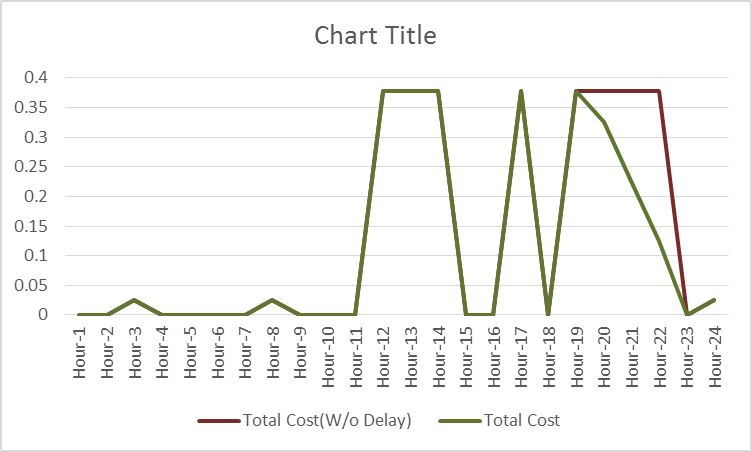 Chart Title
0.4
0.35
0.3
0.25
0.2
0.15
0.1
0.05
0
Hour-1
Hour-2
Hour-3
Hour-4
Hour-5
Hour-6
Hour-7
Hour-8
Hour-9
Hour-10
Hour-11
Hour-12
Hour-13
Hour-14
Hour-15
Hour-16
Hour-17
Hour-18
Hour-19
Hour-20
Hour-21
Hour-22
Hour-23
Hour-24
Total Cost(W/o Delay) Total Cost